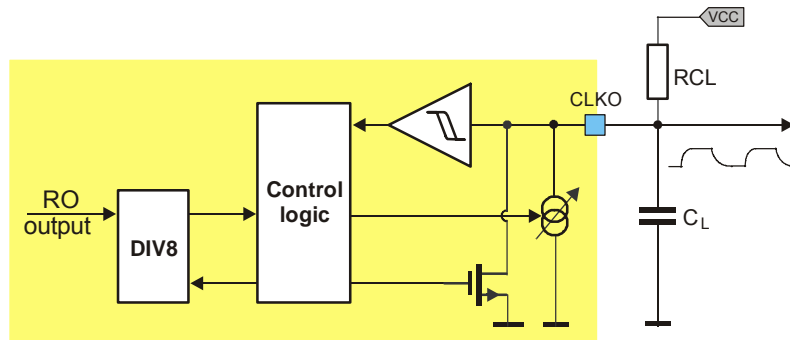 VCC
RCL
CLKO
RO
output
DIV8
Control
logic
CL